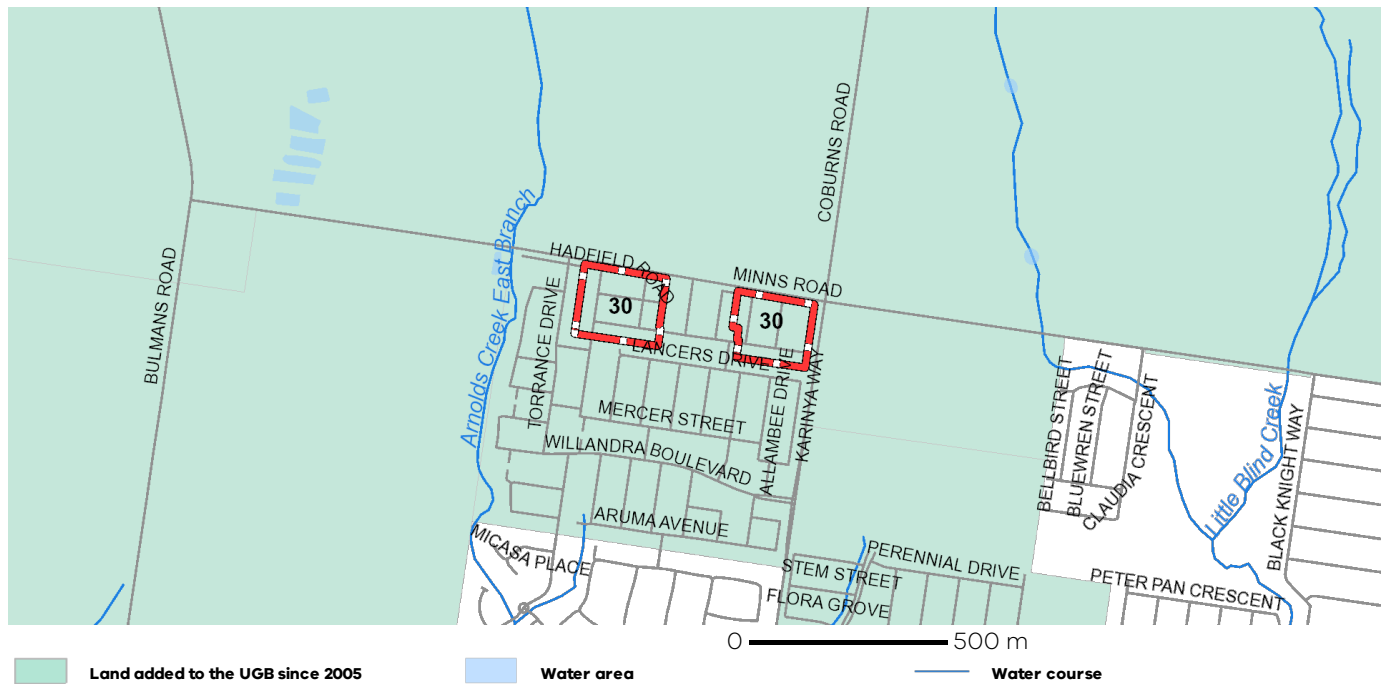 COBURNS ROAD
Arnolds Creek East Branch
HADFIELD ROAD
MINNS ROAD
BULMANS ROAD
30
30
TORRANCE DRIVE
LANCERS DRIVE
ALLAMBEE DRIVE
KARINYA WAY
MERCER STREET
WILLANDRA BOULEVARD
BELLBIRD STREET
BLUEWREN STREET
CLAUDIA CRESCENT
Little Blind Creek
BLACK KNIGHT WAY
ARUMA AVENUE
MICASA PLACE
PERENNIAL DRIVE
STEM STREET
FLORA GROVE
PETER PAN CRESCENT
0 500 m
Land added to the UGB since 2005
Water area
Water course